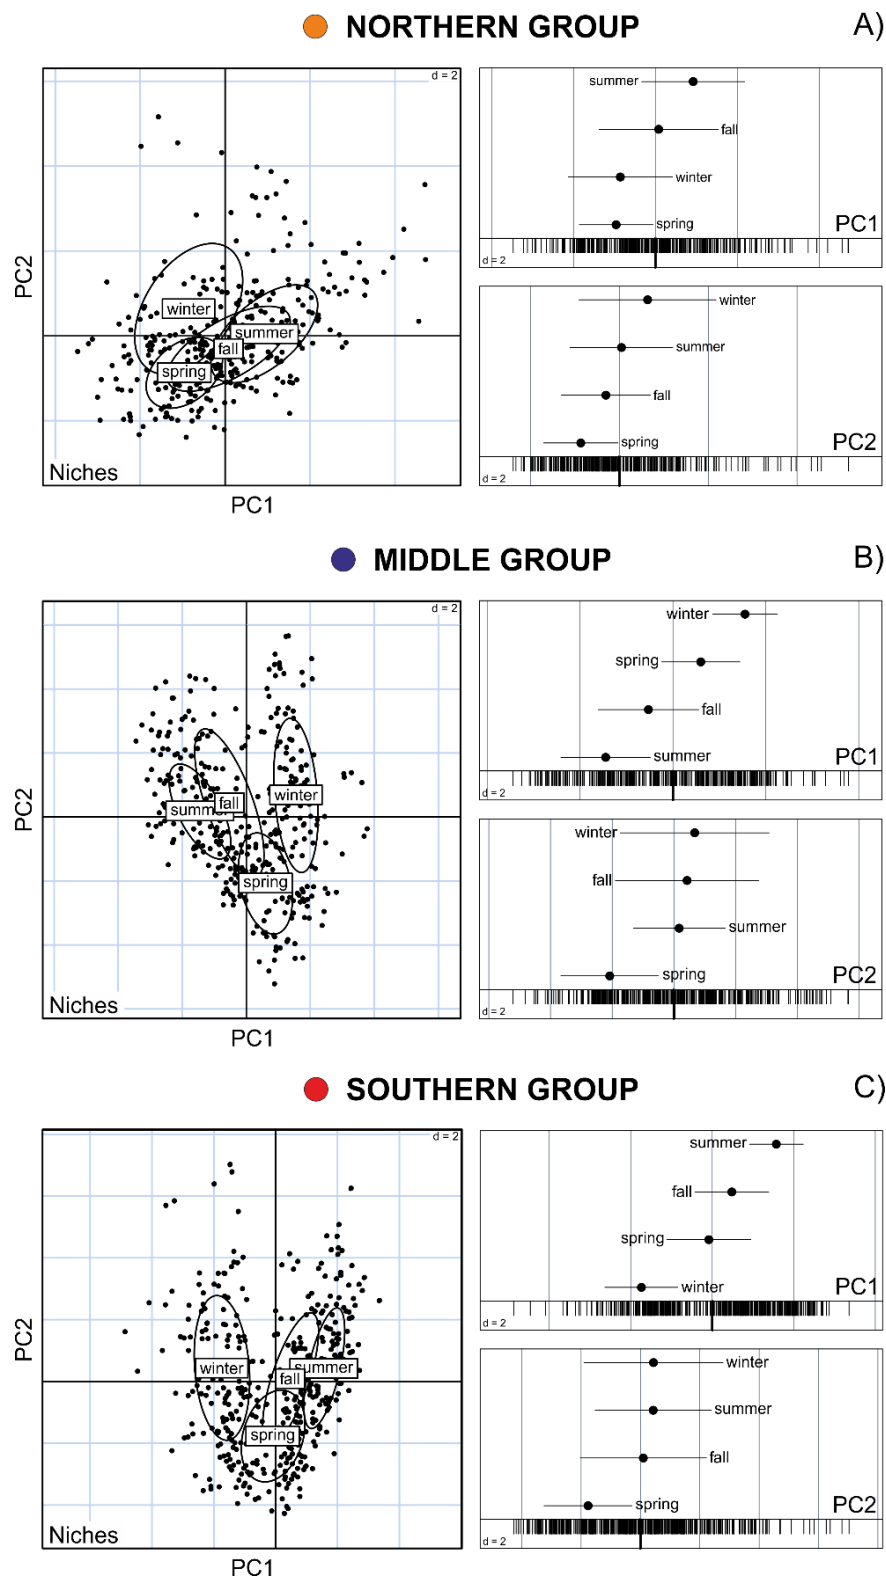 NORTHERN GROUP
A)
d = 2
PC2
winter
summer
fall
spring
Niches
PC1
summer
fall
winter
spring
PC1
d = 2
winter
summer
fall
spring
PC2
d = 2
MIDDLE GROUP
B)
d = 2
PC2
summer
fall
winter
spring
Niches
PC1
winter
spring
fall
summer
PC1
d = 2
winter
fall
summer
spring
PC2
d = 2
SOUTHERN GROUP
C)
d = 2
PC2
winter
summer
fall
spring
Niches
PC1
summer
fall
spring
winter
PC1
d = 2
winter
summer
fall
spring
PC2
d = 2